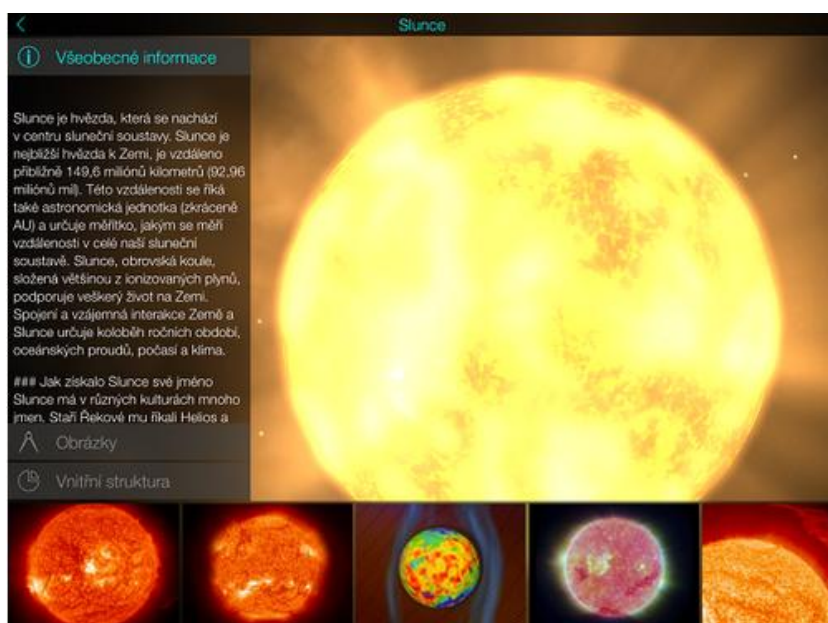 Slunce
Všeobecné informace
Slunce je hvězda, která se nachází
v centru sluneční soustavy. Slunce je
nejbližší hvězda k Zemi, je vzdáleno
přibližně 149,6 miliónů kilometrů (92,96
miliónů mil). Této vzdálenosti se říká
také astronomická jednotka (zkráceně
AU) a určuje měřítko, jakým se měří
vzdálenosti v celé naší sluneční
soustavě. Slunce, obrovská koule,
složená většinou z ionizovaných plynů,
podporuje veškerý život na Zemi.
Spojení a vzájemná interakce Země a
Slunce určuje koloběh ročních období,
oceánských proudů, počasí a klima.
### Jak získalo Slunce své jméno
Slunce má v různých kulturách mnoho
jmen. Staří Řekové mu říkali Helios a
Obrázky
Vnitřní struktura